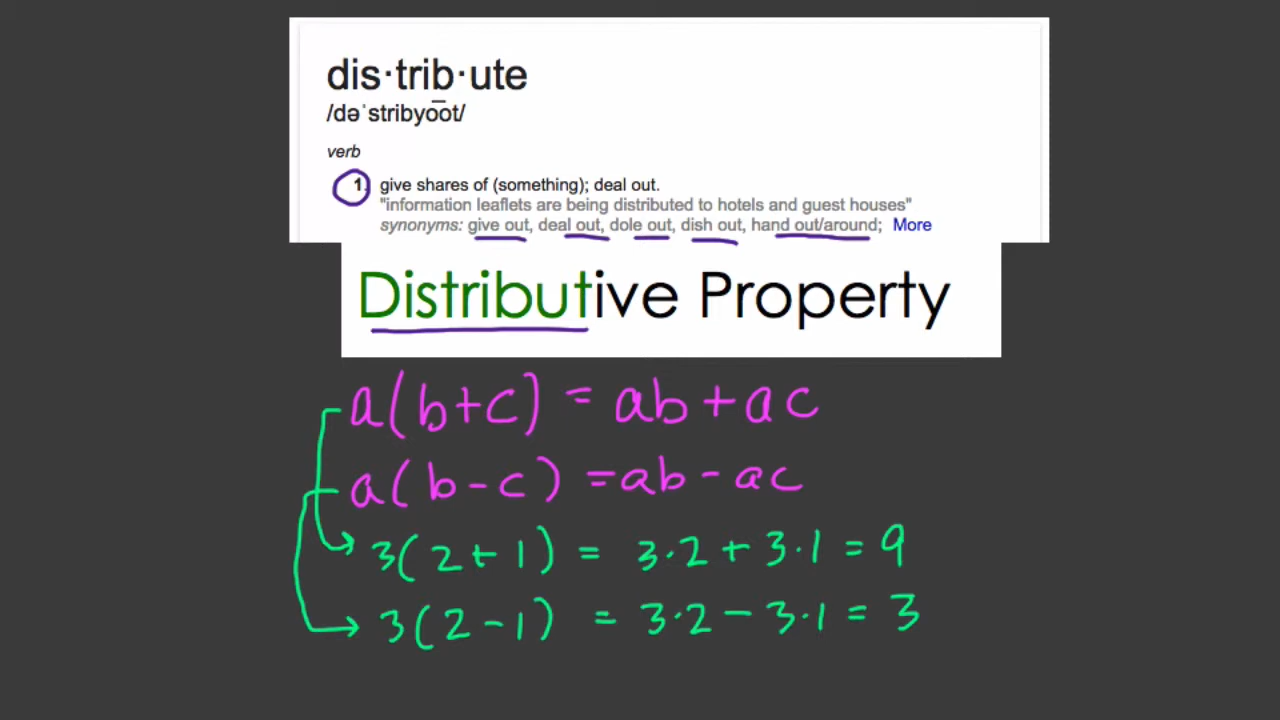 dis·trib·ute
/dəˈstribyo͞ot/
verb
1. give shares of (something); deal out.
"information leaflets are being distributed to hotels and guest houses"
synonyms: give out, deal out, dole out, dish out, hand out/around; More
Distributive Property
a(b+c) = ab+ac
a(b-c) = ab-ac
3(2+1) = 3·2+3·1=9
3(2-1) = 3·2-3·1=3